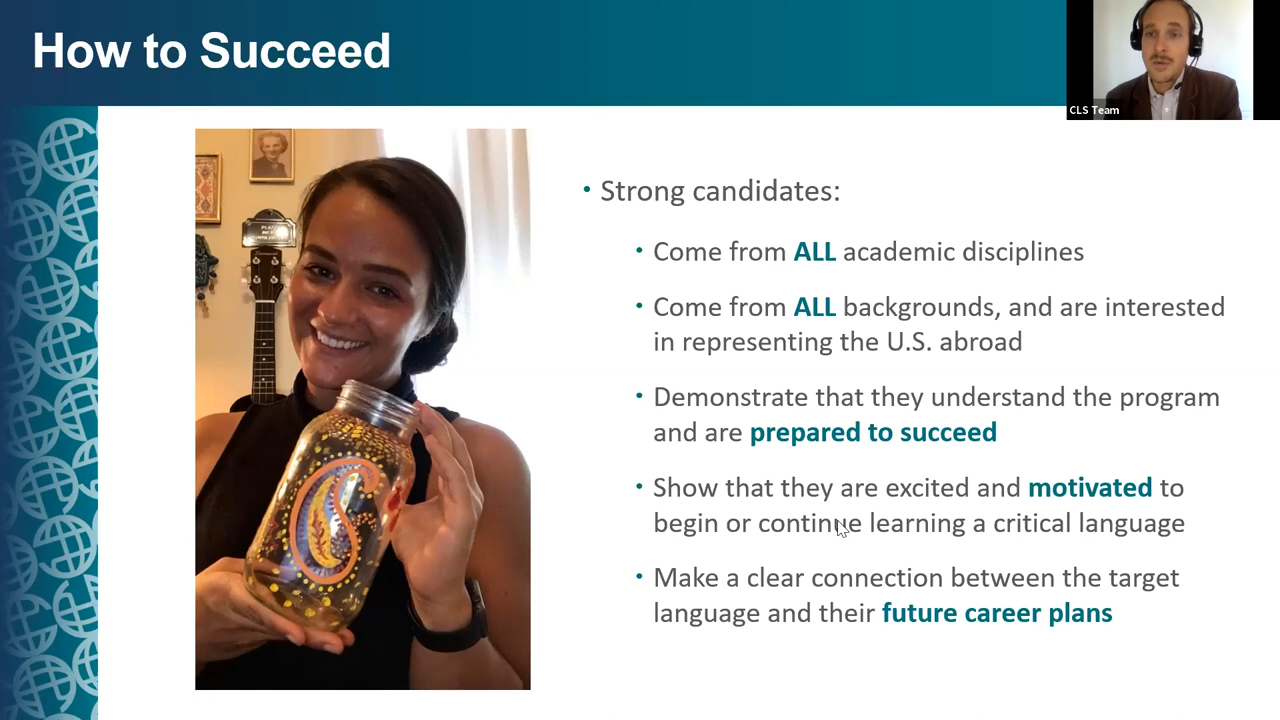 How to Succeed
CLS Team
• Strong candidates:
• Come from ALL academic disciplines
• Come from ALL backgrounds, and are interested
in representing the U.S. abroad
• Demonstrate that they understand the program
and are prepared to succeed
• Show that they are excited and motivated to
begin or continue learning a critical language
• Make a clear connection between the target
language and their future career plans